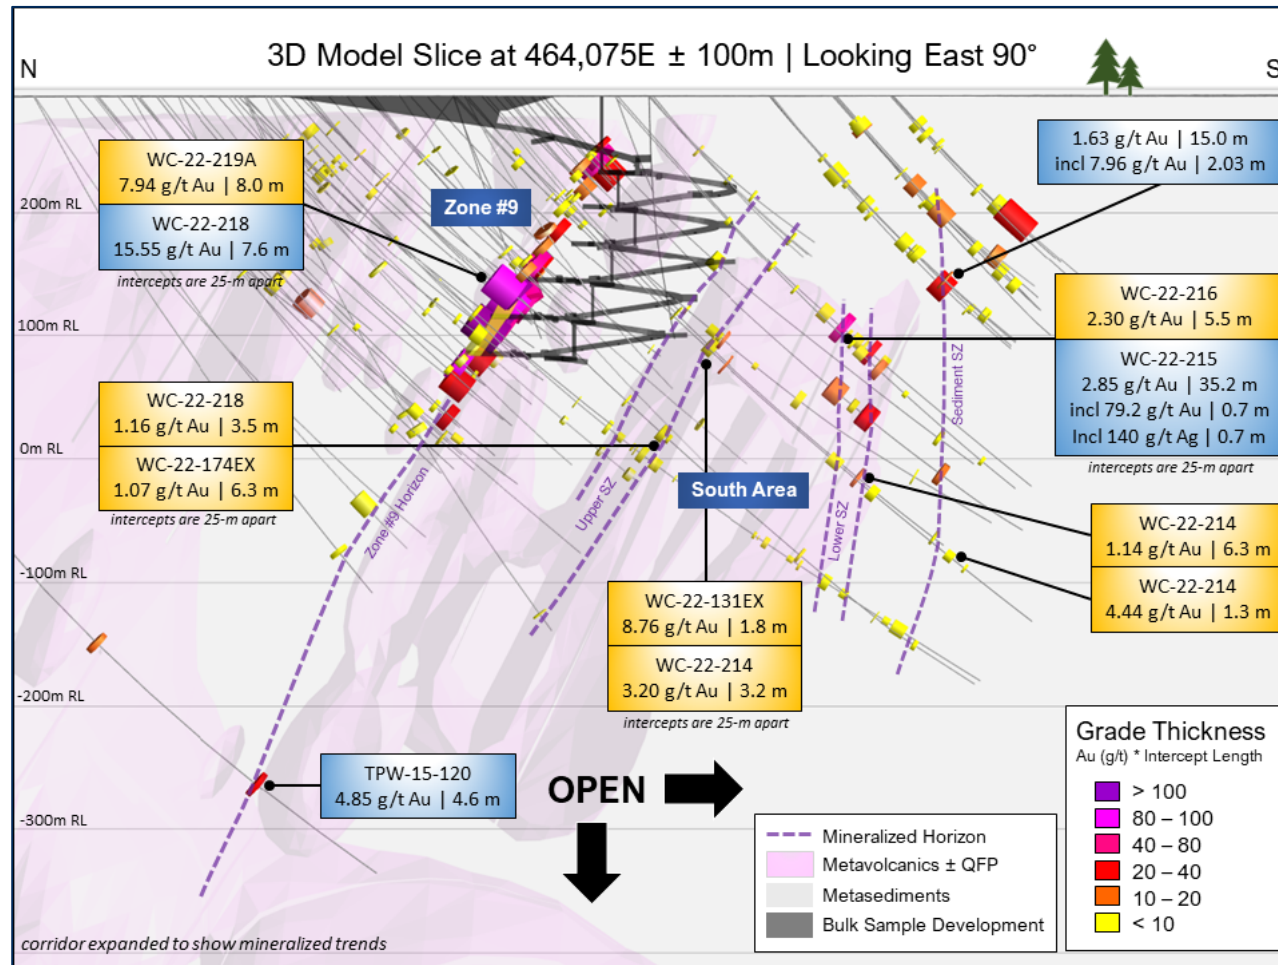 3D Model Slice at 464,075E ± 100m | Looking East 90°
N
S
WC-22-219A
7.94 g/t Au | 8.0 m
WC-22-218
15.55 g/t Au | 7.6 m
intercepts are 25-m apart
Zone #9
1.63 g/t Au | 15.0 m
incl 7.96 g/t Au | 2.03 m
200m RL
100m RL
0m RL
-100m RL
-200m RL
-300m RL
WC-22-216
2.30 g/t Au | 5.5 m
WC-22-215
2.85 g/t Au | 35.2 m
incl 79.2 g/t Au | 0.7 m
Incl 140 g/t Ag | 0.7 m
intercepts are 25-m apart
WC-22-218
1.16 g/t Au | 3.5 m
WC-22-174EX
1.07 g/t Au | 6.3 m
intercepts are 25-m apart
Zone #9 Horizon
Upper SZ
South Area
Lower SZ
Sediment SZ
WC-22-214
1.14 g/t Au | 6.3 m
WC-22-214
4.44 g/t Au | 1.3 m
WC-22-131EX
8.76 g/t Au | 1.8 m
WC-22-214
3.20 g/t Au | 3.2 m
intercepts are 25-m apart
TPW-15-120
4.85 g/t Au | 4.6 m
OPEN
Mineralized Horizon
Metavolcanics ± QFP
Metasediments
Bulk Sample Development
Grade Thickness
Au (g/t) * Intercept Length
> 100
80 – 100
40 – 80
20 – 40
10 – 20
< 10
corridor expanded to show mineralized trends